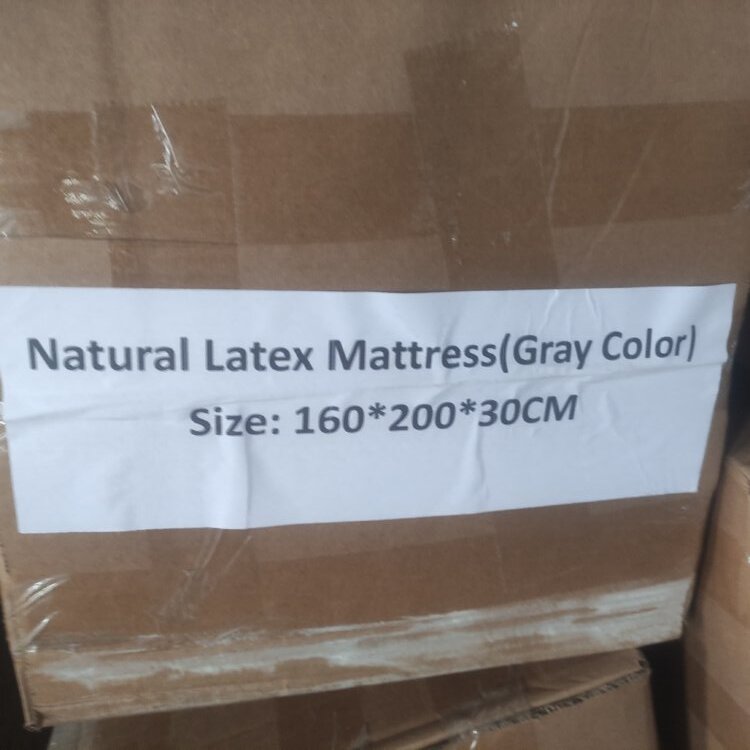 Natural Latex Mattress(Gray Color)
Size: 160*200*30CM